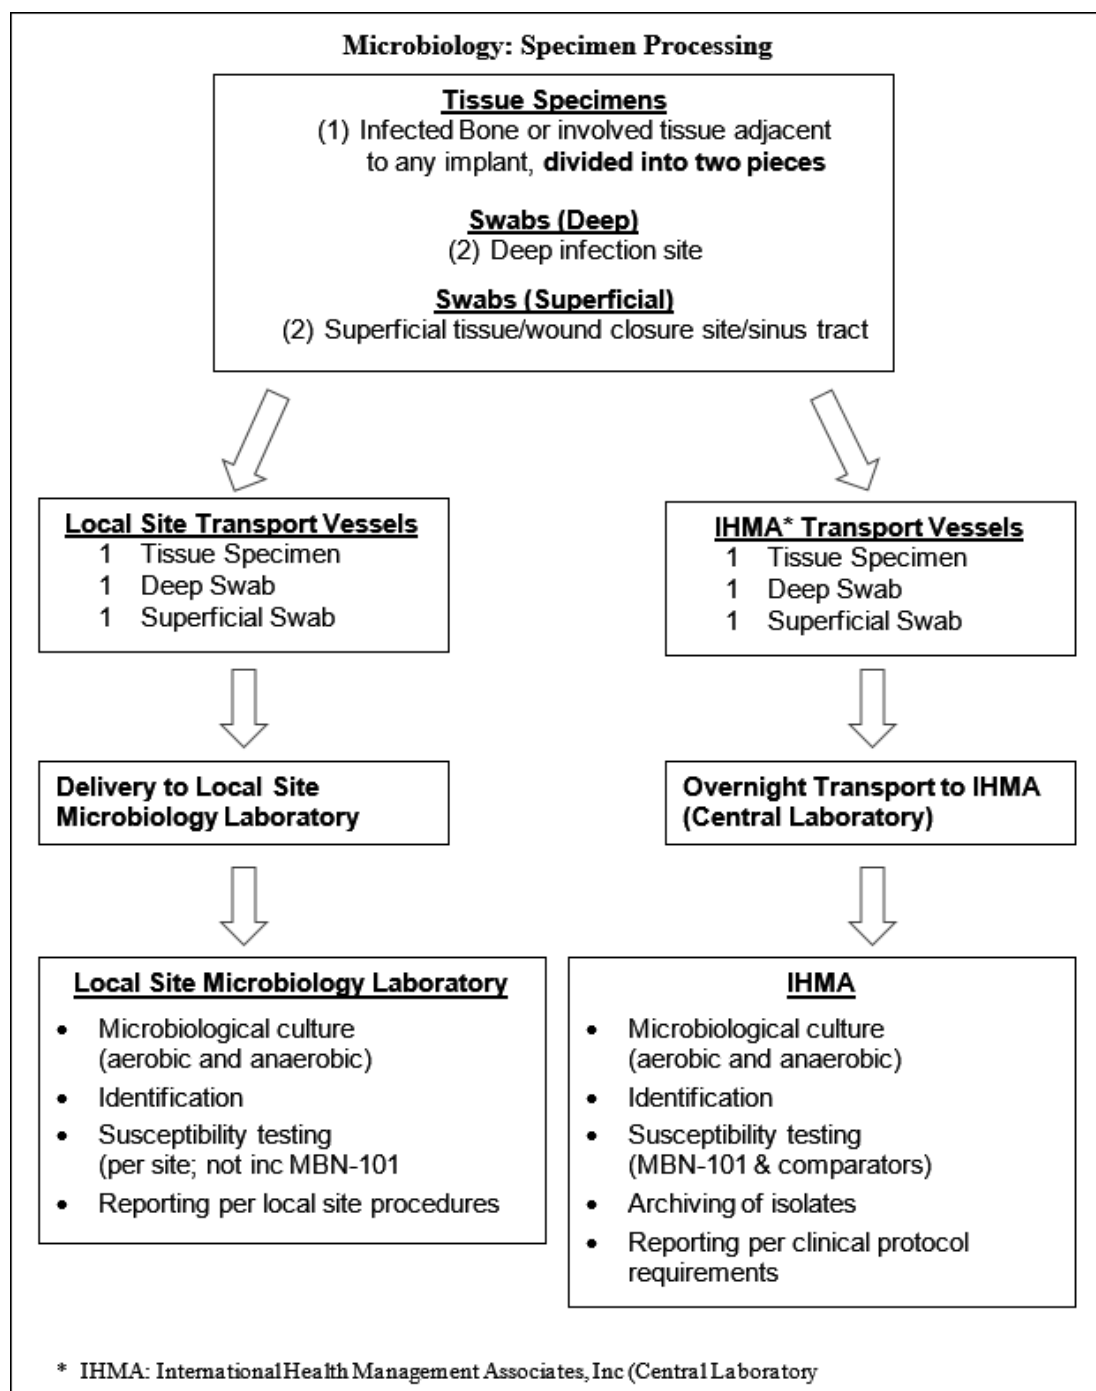 Microbiology: Specimen Processing
Tissue Specimens
(1) Infected Bone or involved tissue adjacent
to any implant, divided into two pieces
Swabs (Deep)
(2) Deep infection site
Swabs (Superficial)
(2) Superficial tissue/wound closure site/sinus tract
Local Site Transport Vessels
1 Tissue Specimen
1 Deep Swab
1 Superficial Swab
IHMA* Transport Vessels
1 Tissue Specimen
1 Deep Swab
1 Superficial Swab
Delivery to Local Site
Microbiology Laboratory
Overnight Transport to IHMA
(Central Laboratory)
Local Site Microbiology Laboratory
• Microbiological culture
(aerobic and anaerobic)
• Identification
• Susceptibility testing
(per site; not inc MBN-101
• Reporting per local site procedures
IHMA
• Microbiological culture
(aerobic and anaerobic)
• Identification
• Susceptibility testing
(MBN-101 & comparators)
• Archiving of isolates
• Reporting per clinical protocol
requirements
* IHMA: International Health Management Associates, Inc (Central Laboratory